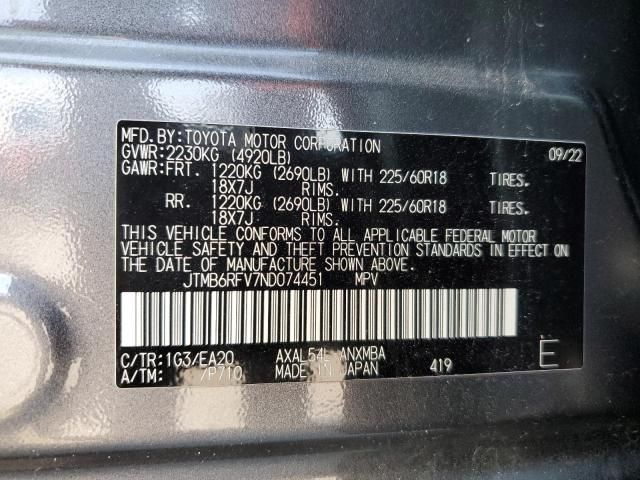 MFD.BY:TOYOTA MOTOR CORPORATION 09/22
GVWR:2230KG (4920LB)
GAWR:FRT. 1220KG (2690LB) WITH 225/60R18 TIRES.
18X7J RIMS.
RR. 1220KG (2690LB) WITH 225/60R18 TIRES.
18X7J RIMS.
THIS VEHICLE CONFORMS TO ALL APPLICABLE FEDERAL MOTOR
VEHICLE SAFETY AND THEFT PREVENTION STANDARDS IN EFFECT ON
THE DATE OF MANUFACTURE SHOWN ABOVE.
JTMB6RFV7ND074451 MPV
C/TR:1G3/EA20 AXAL54L-ANXMBA
A/TM: /P710 MADE IN JAPAN 419 E